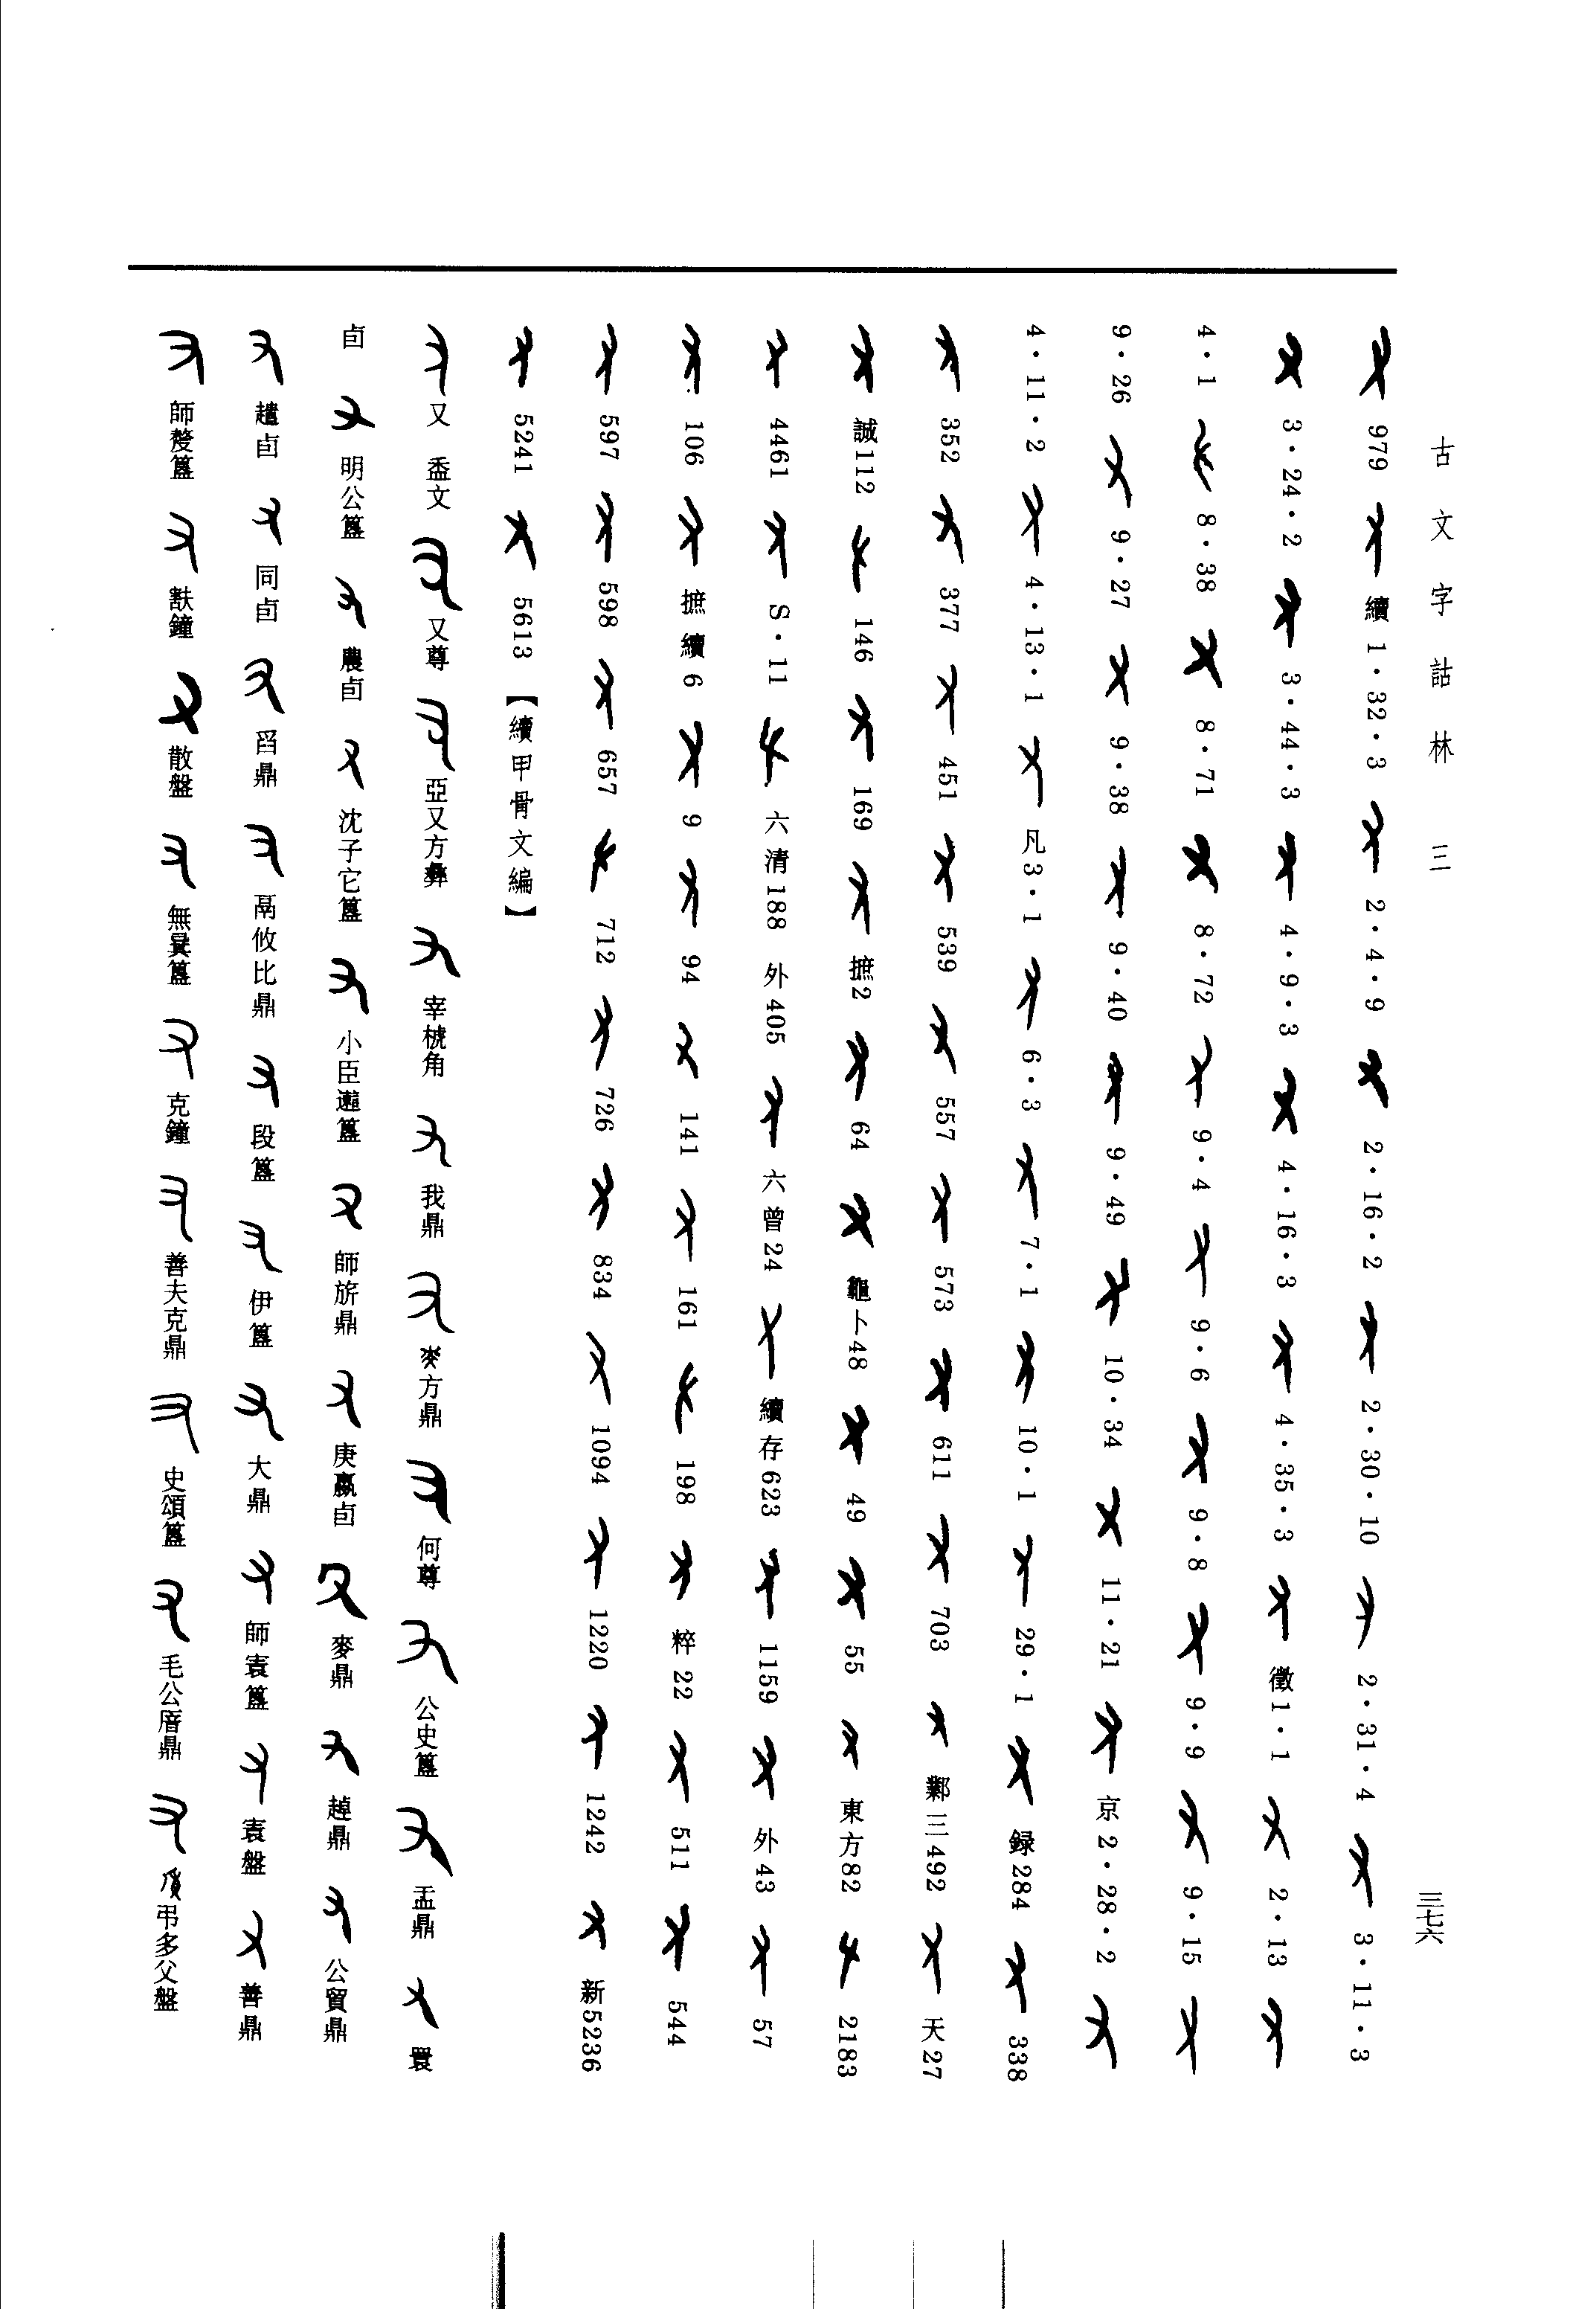 古文字詁林 三
三七六
979 續 1·32·3 2·4·9 2·16·2 2·30·10 2·31·4 3·11·3
3·24·2 3·44·3 4·9·3 4·16·3 4·35·3 徵1·1 2·13
4·1 8·38 8·71 8·72 9·4 9·6 9·8 9·9 9·15
9·26 9·27 9·38 9·40 9·49 10·34 11·21 京2·28·2
4·11·2 4·13·1 凡3·1 6·3 7·1 10·1 29·1 録284 338
352 377 451 539 557 573 611 703 鄴三492 天27
誠112 146 169 摭2 64 龜卜48 49 55 東方82 2183
4461 S·11 六清188 外405 六曾24 續存623 1159 外43 57
106 摭續6 9 94 141 161 198 粹22 511 544
597 598 657 712 726 834 1094 1220 1242 新5236
5241 5613 【續甲骨文編】
又 盉文 又尊 亞又方彝 宰椃角 我鼎 方鼎 何尊 公史簋 盂鼎
卣 明公簋 農卣 沈子它簋 小臣簋 師旂鼎 庚嬴卣 麥鼎 趠鼎 公貿鼎
趞卣 同卣 舀鼎 鬲攸比鼎 段簋 伊簋 大鼎 師㝨簋 㝨盤 善鼎
師嫠簋 㝬鐘 散盤 無㠱簋 克鐘 善夫克鼎 史頌簋 毛公㫗鼎 弔多父盤